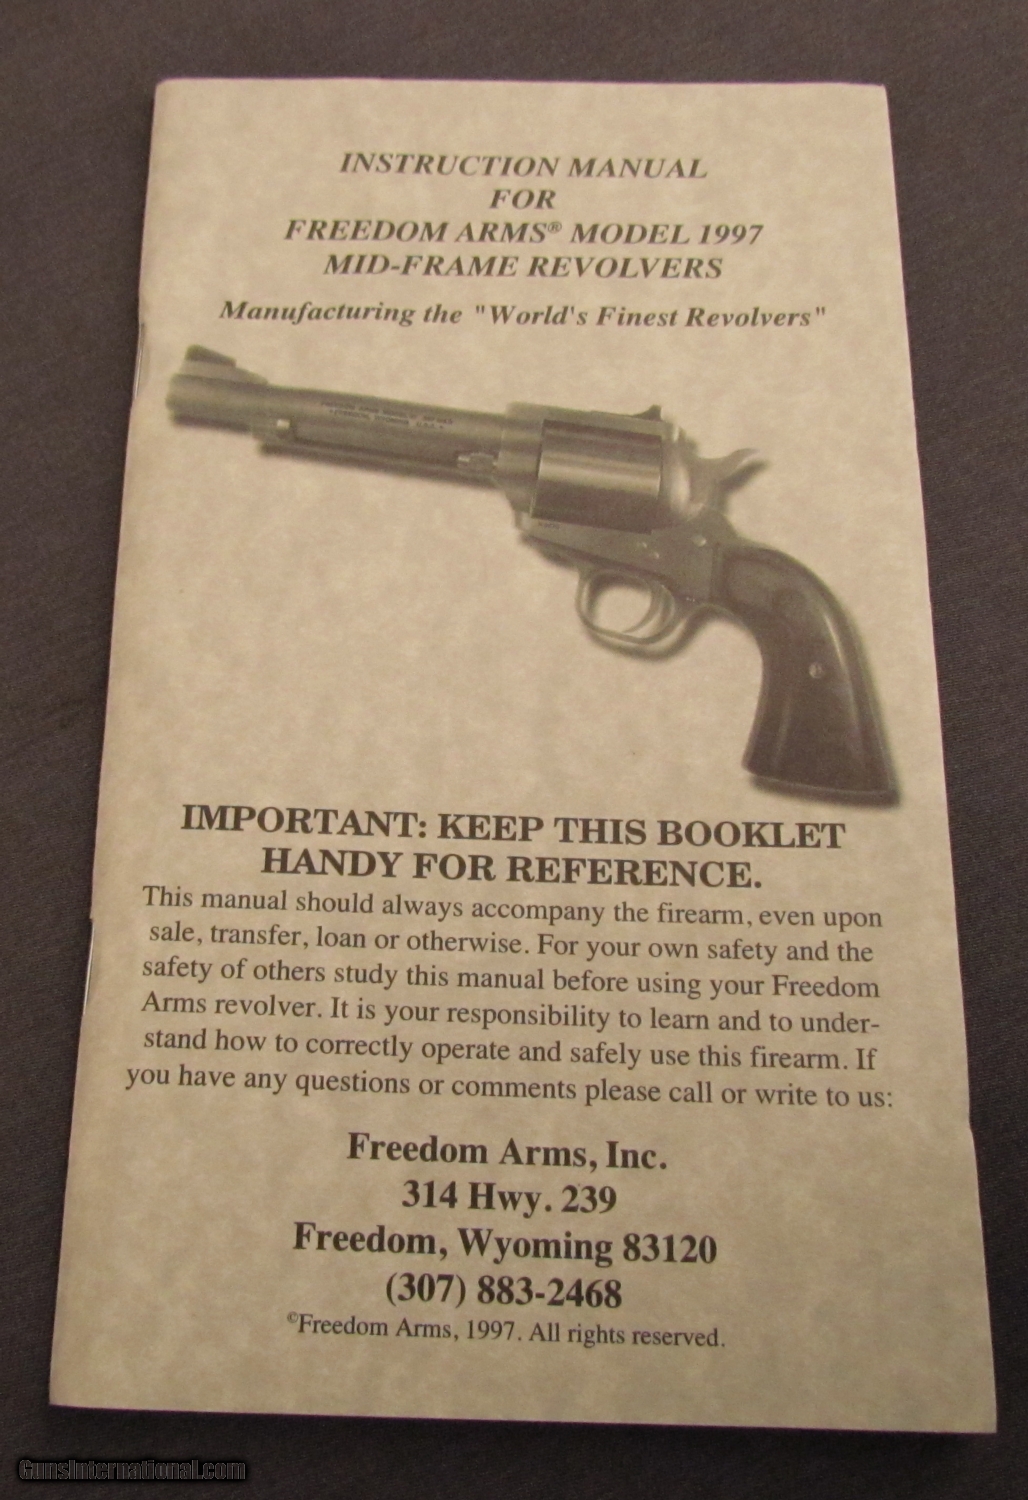 INSTRUCTION MANUAL
FOR
FREEDOM ARMS® MODEL 1997
MID-FRAME REVOLVERS
Manufacturing the "World's Finest Revolvers"
IMPORTANT: KEEP THIS BOOKLET
HANDY FOR REFERENCE.
This manual should always accompany the firearm, even upon
sale, transfer, loan or otherwise. For your own safety and the
safety of others study this manual before using your Freedom
Arms revolver. It is your responsibility to learn and to under-
stand how to correctly operate and safely use this firearm. If
you have any questions or comments please call or write to us:
Freedom Arms, Inc.
314 Hwy. 239
Freedom, Wyoming 83120
(307) 883-2468
©Freedom Arms, 1997. All rights reserved.
GunsInternational.com